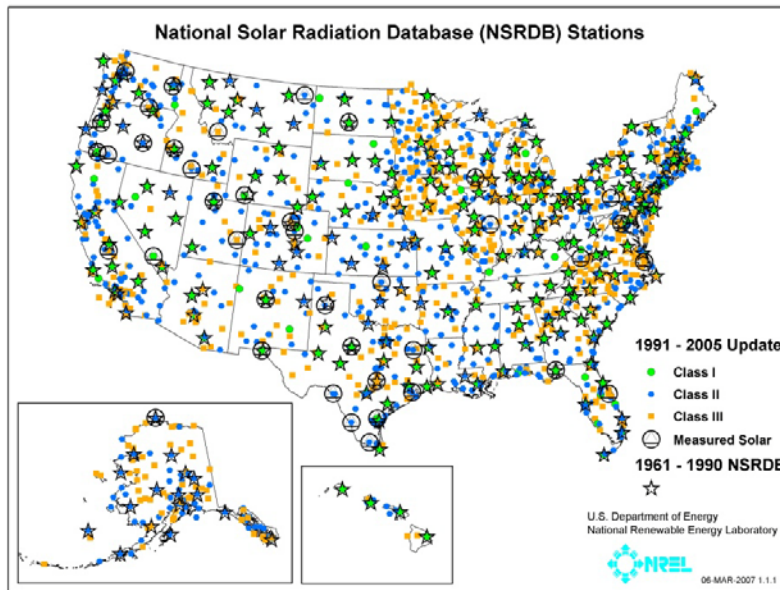 National Solar Radiation Database (NSRDB) Stations
1991 - 2005 Update
Class I
Class II
Class III
Measured Solar
1961 - 1990 NSRDB
U.S. Department of Energy
National Renewable Energy Laboratory
NREL
06-MAR-2007 1.1.1